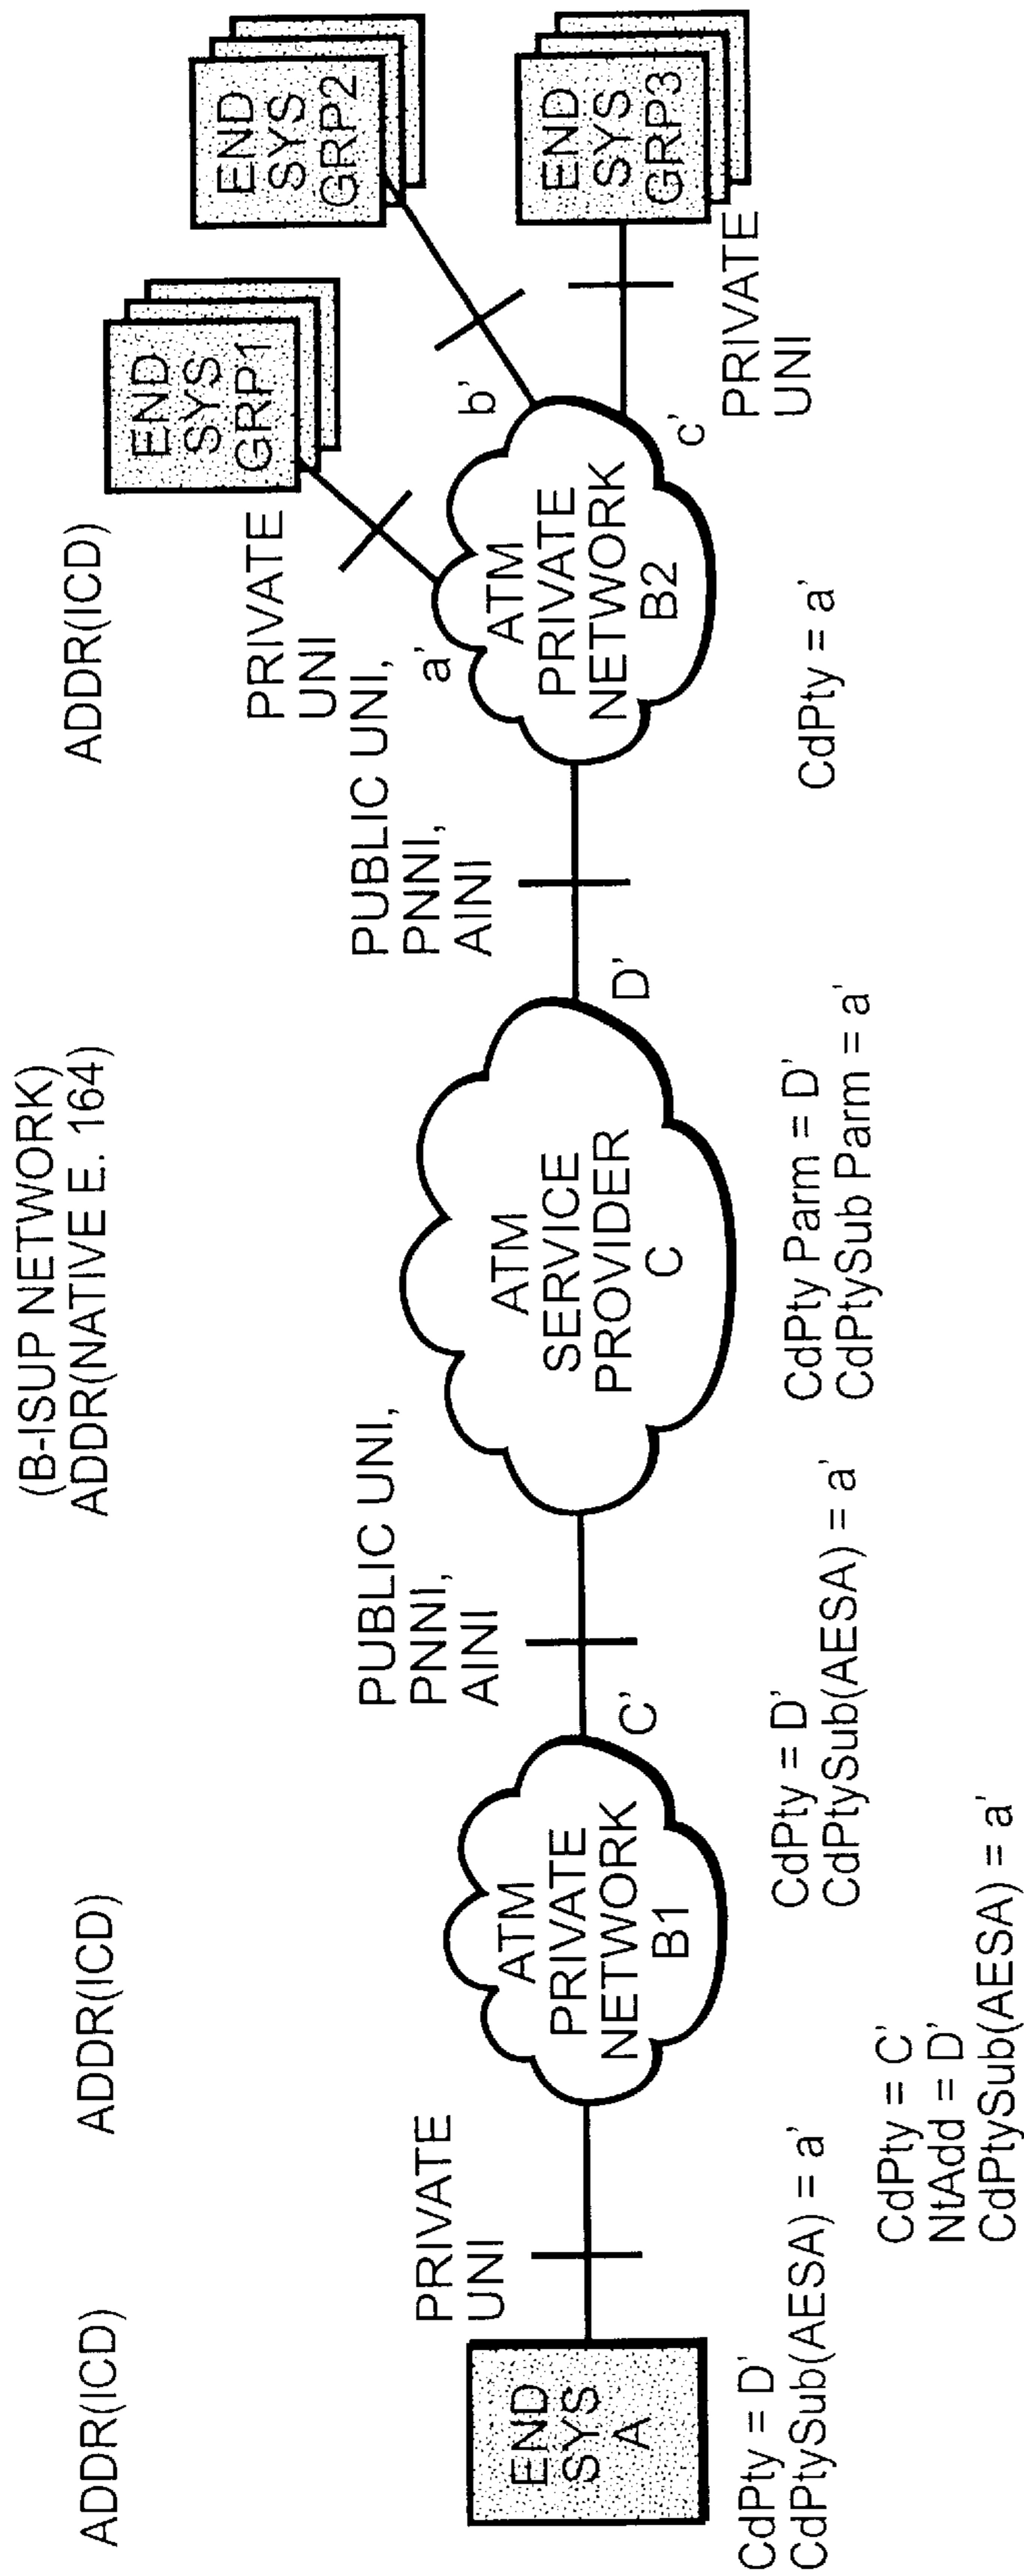 ADDR(ICD)
ADDR(ICD)
(B-ISUP NETWORK)
ADDR(NATIVE E. 164)
ADDR(ICD)
END
SYS
A
PRIVATE
UNI
ATM
PRIVATE
NETWORK
B1
C'
PUBLIC UNI,
PNNI,
AINI
ATM
SERVICE
PROVIDER
C
D'
PUBLIC UNI,
PNNI,
AINI
ATM
PRIVATE
NETWORK
B2
a'
b'
c'
PRIVATE
UNI
END
SYS
GRP1
END
SYS
GRP2
END
SYS
GRP3
PRIVATE
UNI
CdPty = D'
CdPtySub(AESA) = a'
CdPty = C'
NtAdd = D'
CdPtySub(AESA) = a'
CdPty = D'
CdPtySub(AESA) = a'
CdPty Parm = D'
CdPtySub Parm = a'
CdPty = a'